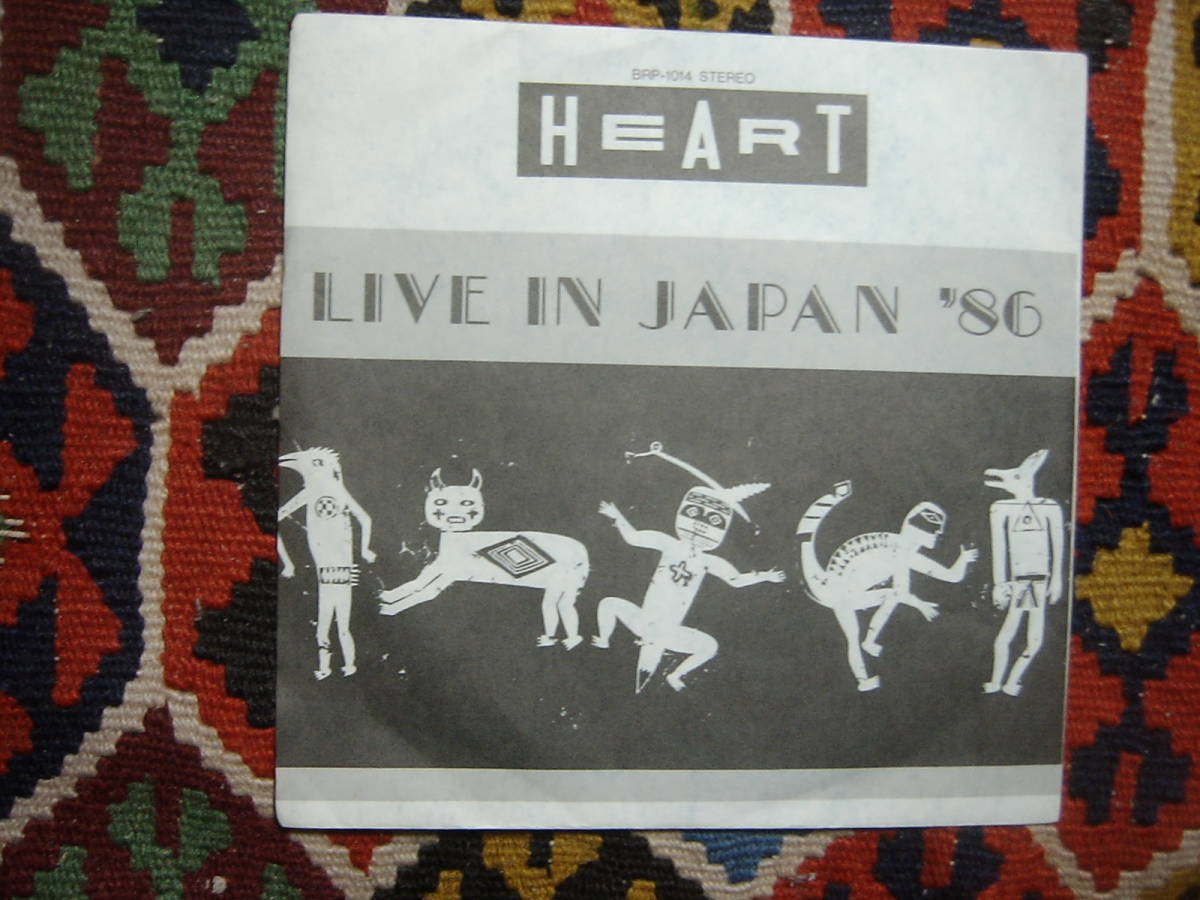 BRP-1014 STEREO
HEART
LIVE IN JAPAN '86